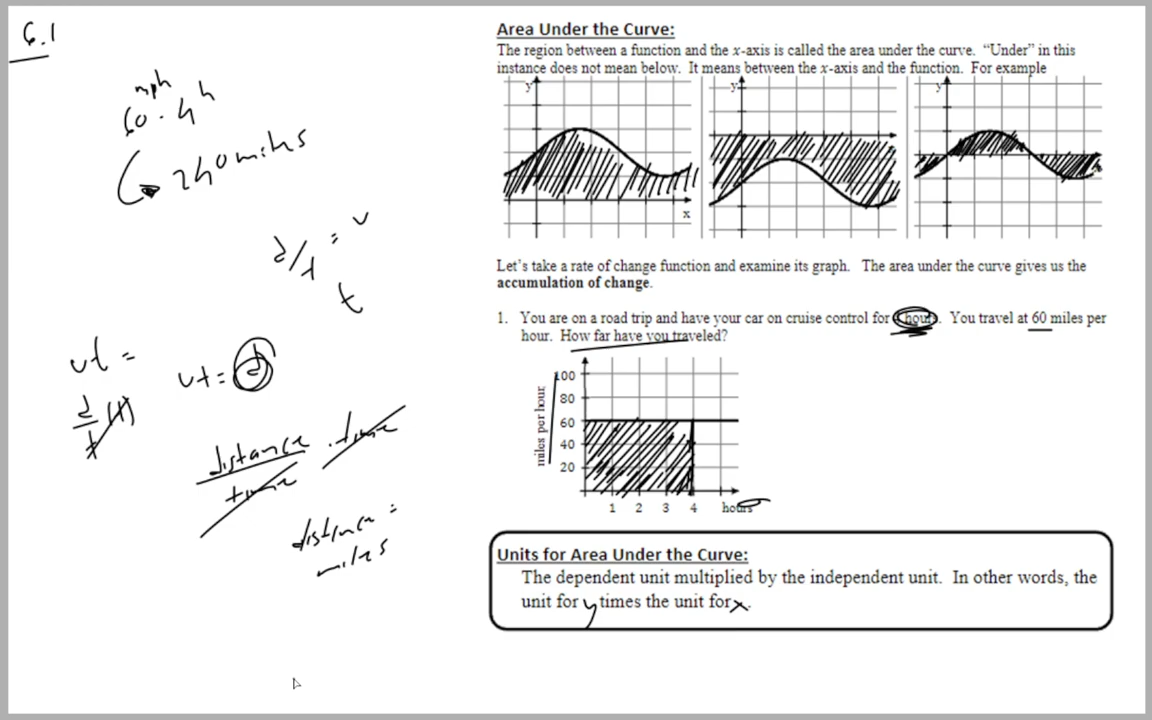 6.1
mph
60 · 4h
240 miles
d/t = v
t
vt =
d/t (t)
vt = d
distance/time · time
distance =
miles
Area Under the Curve:
The region between a function and the x-axis is called the area under the curve. “Under” in this
instance does not mean below. It means between the x-axis and the function. For example
y
x
y
y
Let’s take a rate of change function and examine its graph. The area under the curve gives us the
accumulation of change.
1. You are on a road trip and have your car on cruise control for 4 hours. You travel at 60 miles per
hour. How far have you traveled?
miles per hour
100
80
60
40
20
1 2 3 4 hours
Units for Area Under the Curve:
The dependent unit multiplied by the independent unit. In other words, the
unit for y times the unit for x.